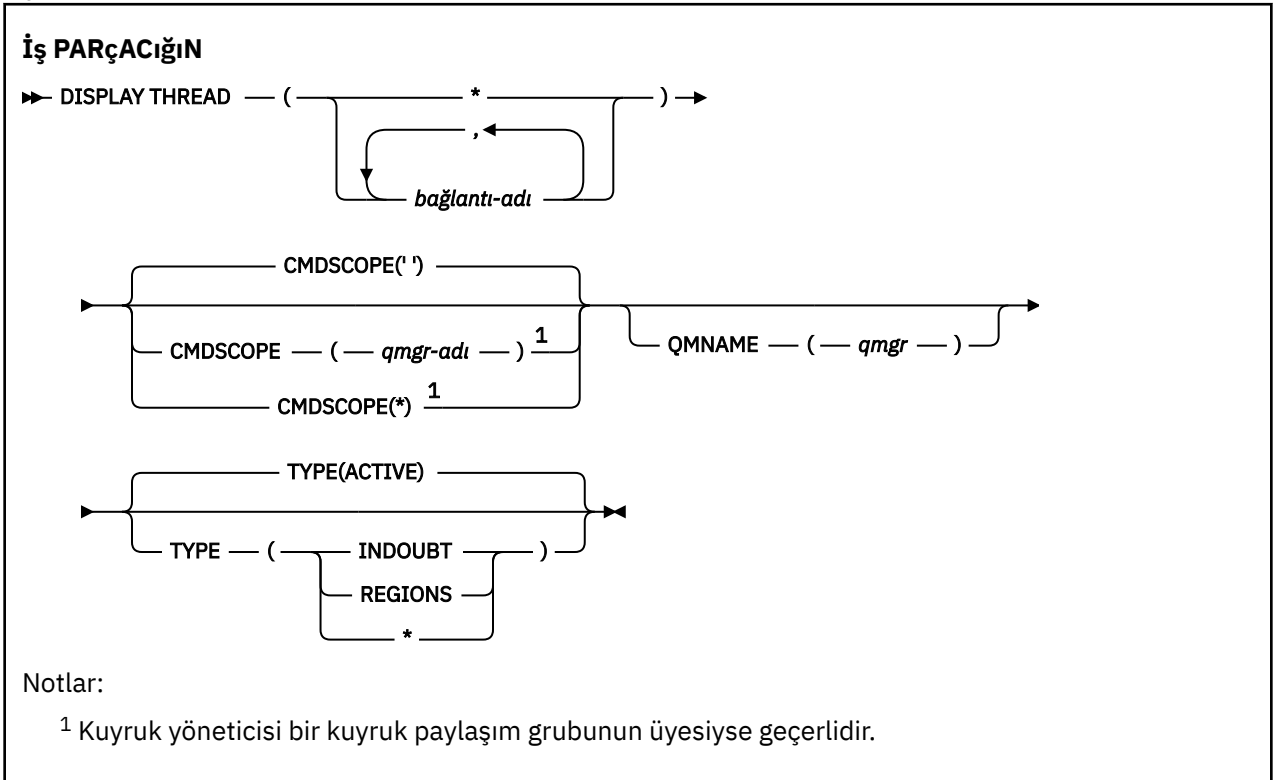 İş PARçACığıN
DISPLAY THREAD ( * )
,
bağlantı-adı
CMDSCOPE(' ')
CMDSCOPE ( qmgr-adı ) 1
QMNAME ( qmgr )
CMDSCOPE(*) 1
TYPE(ACTIVE)
TYPE ( INDOUBT )
REGIONS
*
Notlar:
1 Kuyruk yöneticisi bir kuyruk paylaşım grubunun üyesiyse geçerlidir.